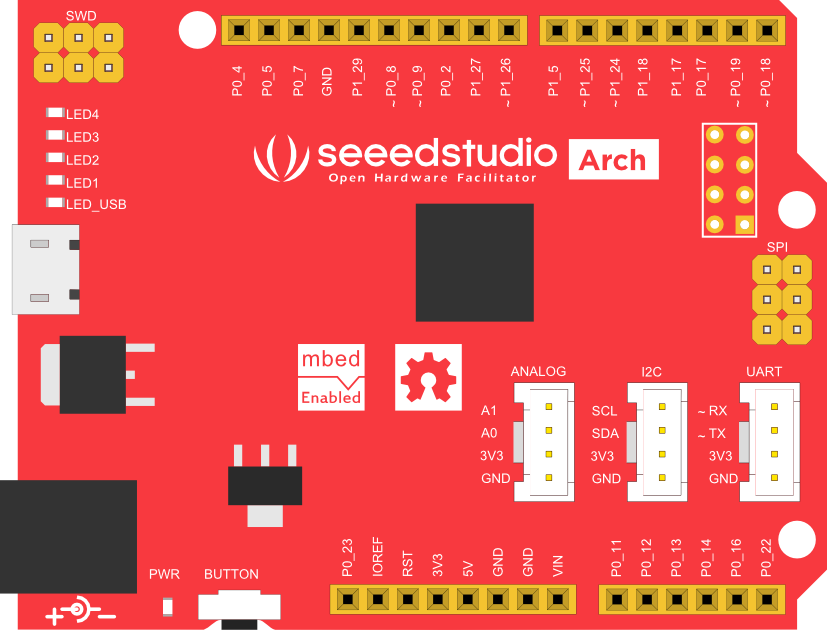 SWD
P0_4
P0_5
P0_7
GND
P1_29
~ P0_8
~ P0_9
P0_2
P1_27
~ P1_26
P1_5
~ P1_25
~ P1_24
P1_18
P1_17
P0_17
~ P0_19
~ P0_18
LED4
LED3
LED2
LED1
LED_USB
seeedstudio
Open Hardware Facilitator
Arch
SPI
mbed
Enabled
ANALOG
A1
A0
3V3
GND
I2C
SCL
SDA
3V3
GND
UART
~ RX
~ TX
3V3
GND
PWR
BUTTON
P0_23
IOREF
RST
3V3
5V
GND
GND
VIN
P0_11
P0_12
P0_13
P0_14
P0_16
P0_22